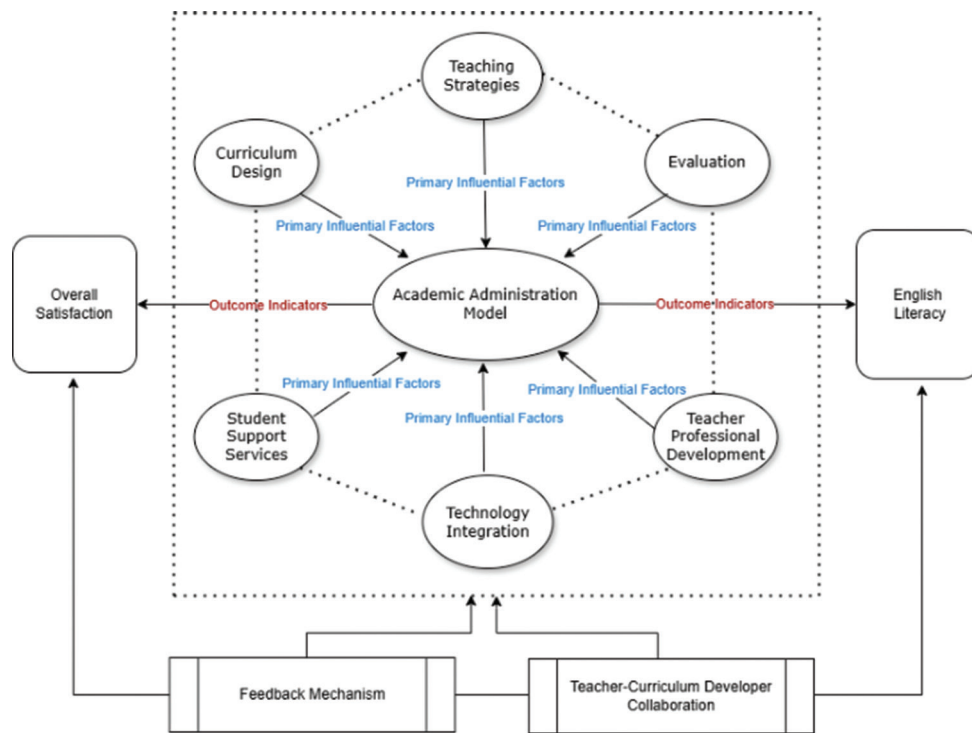 Teaching
Strategies
Curriculum
Design
Evaluation
Primary Influential Factors
Primary Influential Factors
Primary Influential Factors
Overall
Satisfaction
Outcome Indicators
Academic Administration
Model
Outcome Indicators
English
Literacy
Primary Influential Factors
Primary Influential Factors
Primary Influential Factors
Student
Support
Services
Teacher
Professional
Development
Technology
Integration
Feedback Mechanism
Teacher-Curriculum Developer
Collaboration